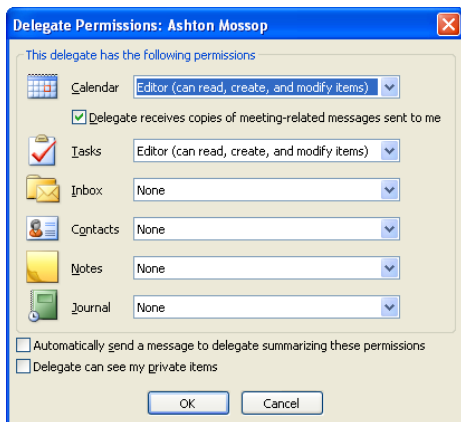 Delegate Permissions: Ashton Mossop
This delegate has the following permissions
Calendar Editor (can read, create, and modify items)
Delegate receives copies of meeting-related messages sent to me
Tasks Editor (can read, create, and modify items)
Inbox None
Contacts None
Notes None
Journal None
Automatically send a message to delegate summarizing these permissions
Delegate can see my private items
OK Cancel